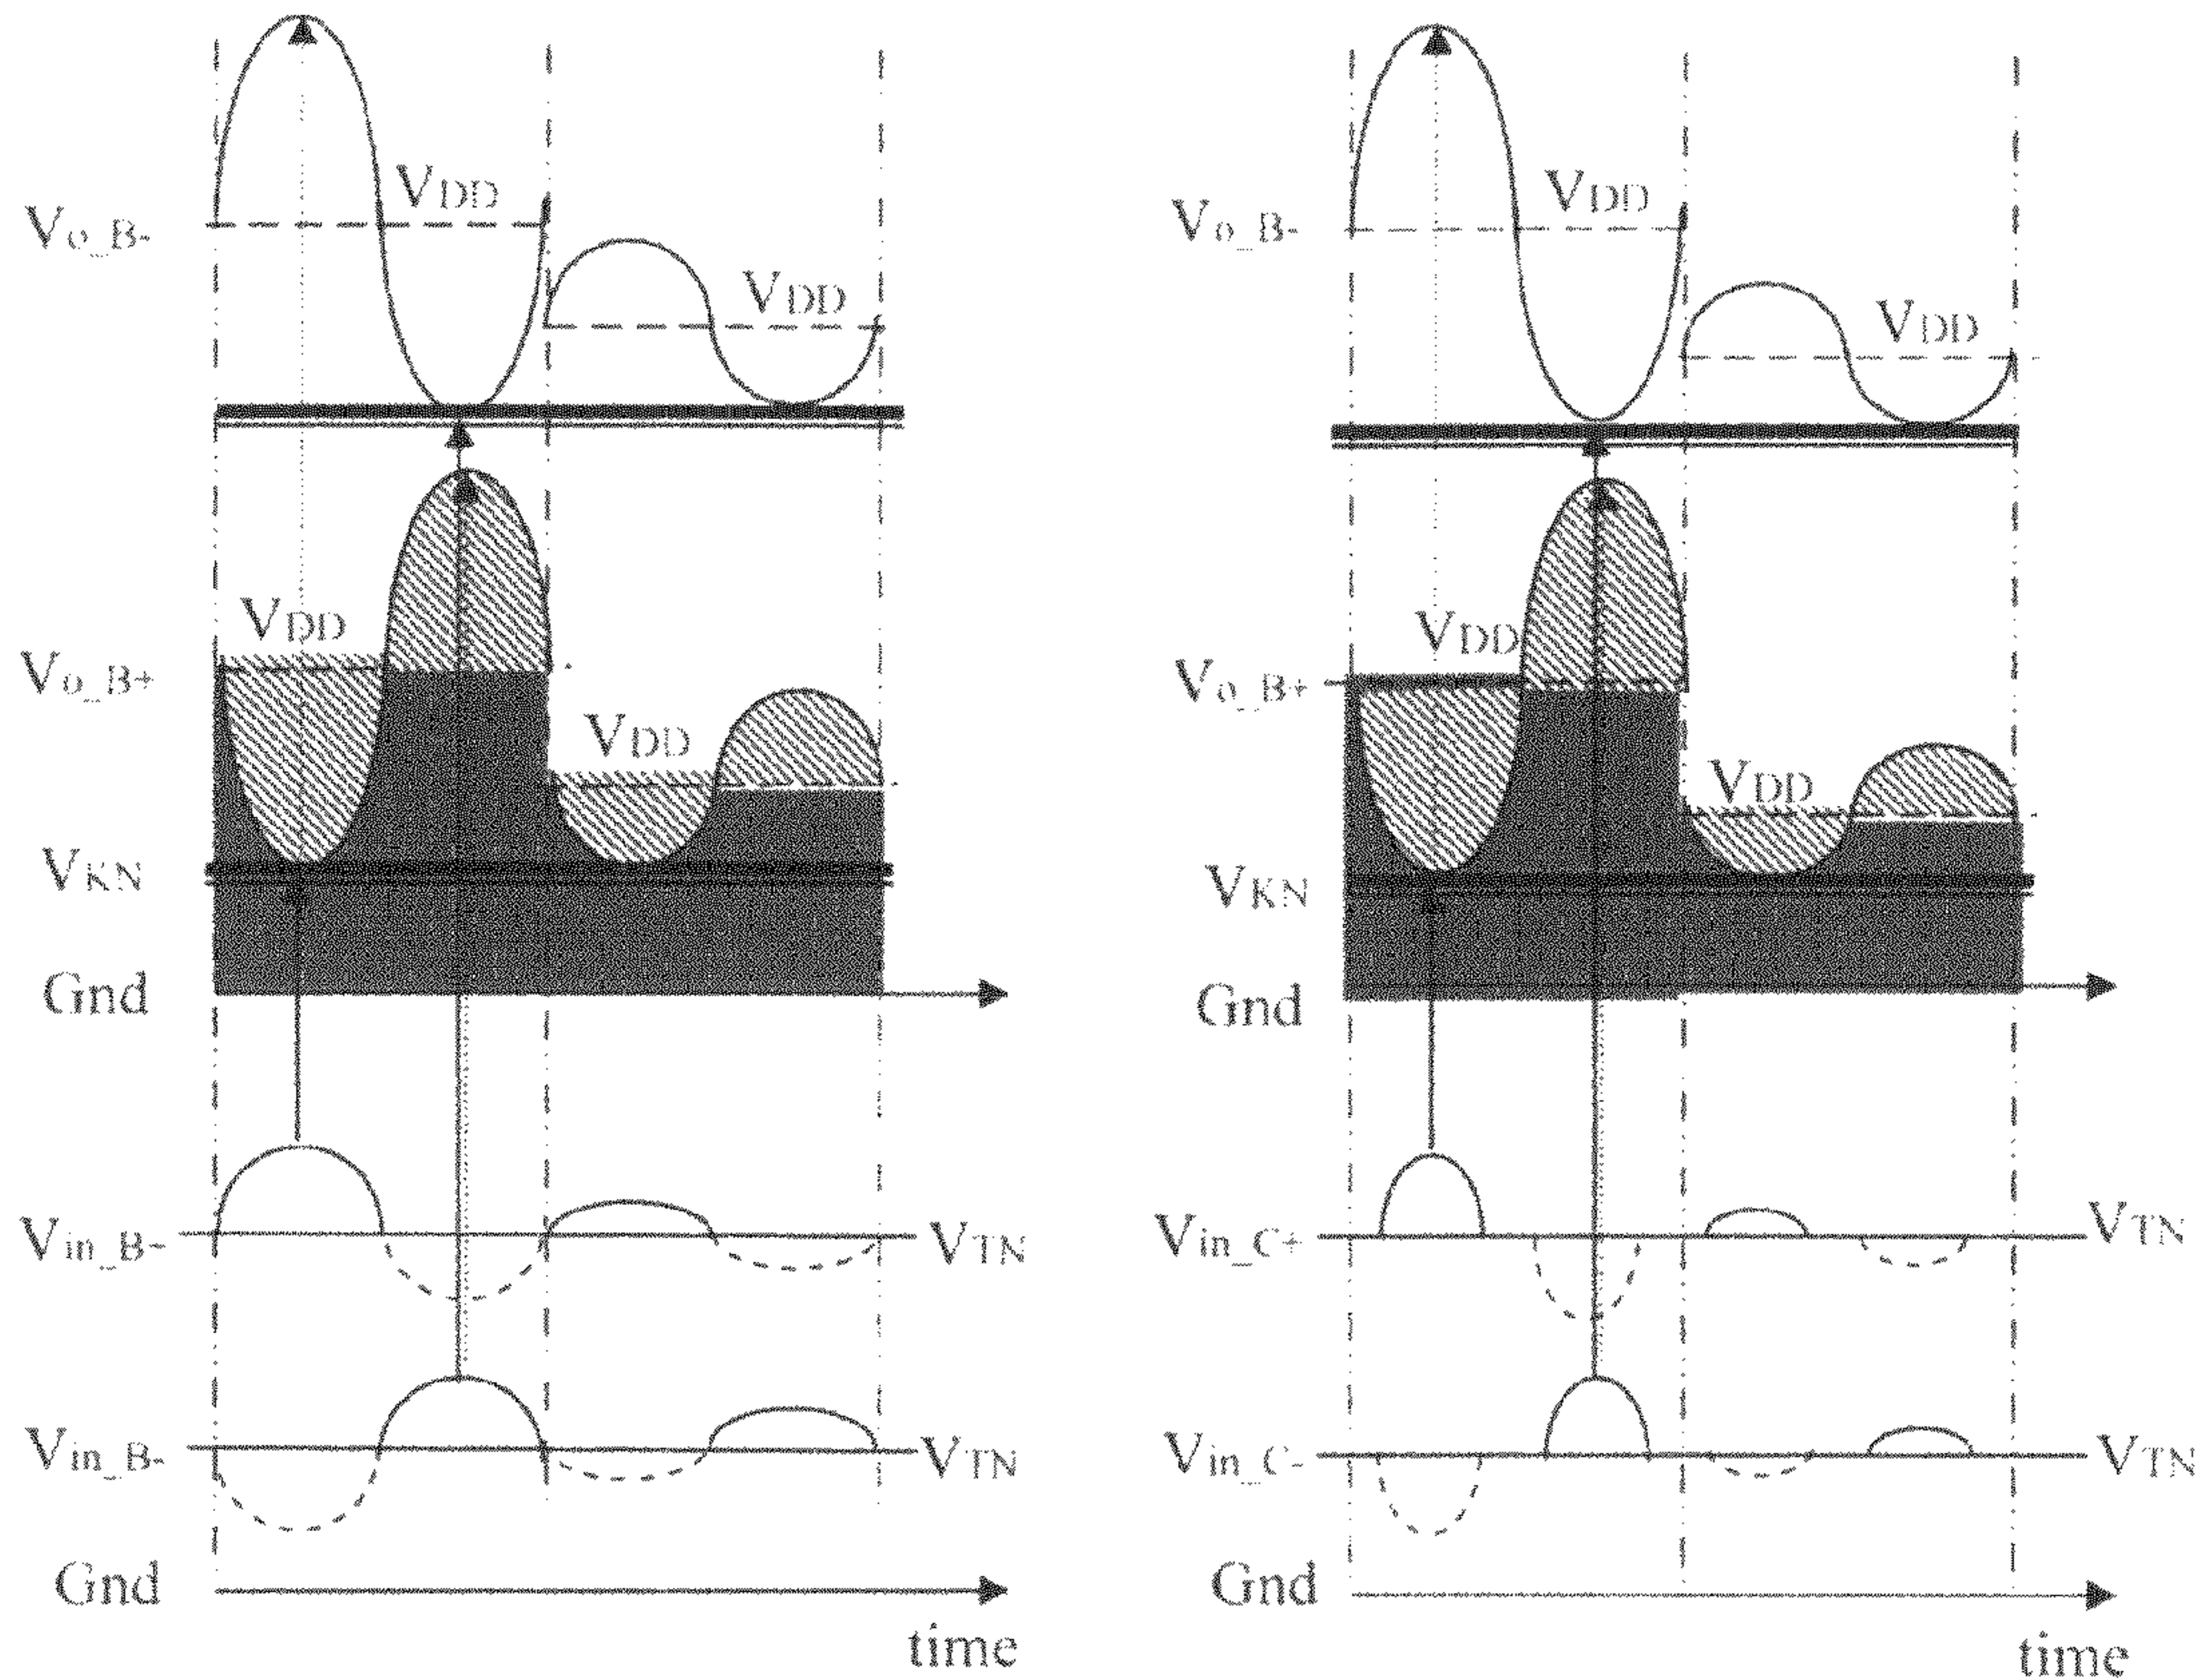 VDD
Vo_B-
VDD
VDD
Vo_B+
VDD
VKN
Gnd
Vin_B-
VTN
Vin_B-
VTN
Gnd
time
VDD
Vo_B-
VDD
VDD
Vo_B+
VDD
VKN
Gnd
Vin_C+
VTN
Vin_C-
VTN
Gnd
time